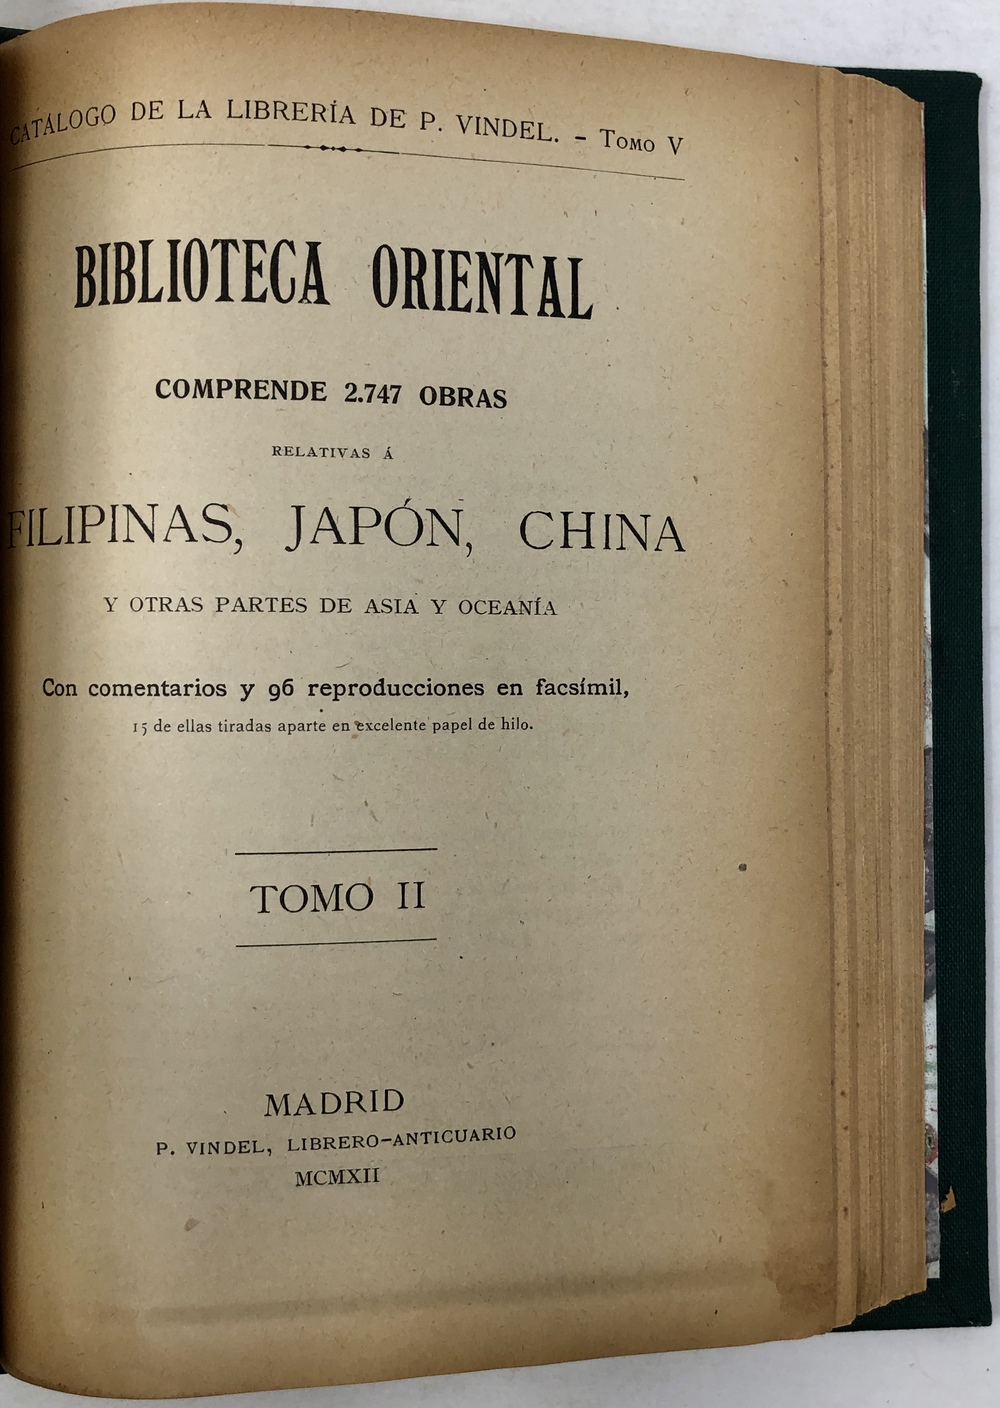 CATÁLOGO DE LA LIBRERÍA DE P. VINDEL. - TOMO V
BIBLIOTECA ORIENTAL
COMPRENDE 2.747 OBRAS
RELATIVAS Á
FILIPINAS, JAPÓN, CHINA
Y OTRAS PARTES DE ASIA Y OCEANÍA
Con comentarios y 96 reproducciones en facsímil,
15 de ellas tiradas aparte en excelente papel de hilo.
TOMO II
MADRID
P. VINDEL, LIBRERO-ANTICUARIO
MCMXII